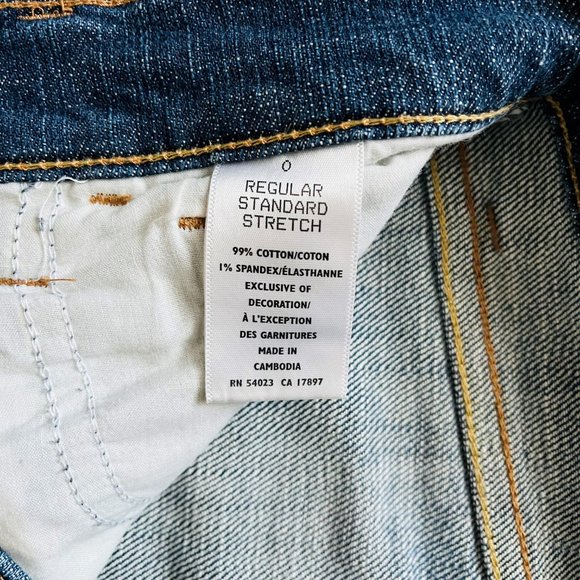 0
REGULAR
STANDARD
STRETCH
99% COTTON/COTON
1% SPANDEX/ÉLASTHANNE
EXCLUSIVE OF
DECORATION/
À L'EXCEPTION
DES GARNITURES
MADE IN
CAMBODIA
RN 54023 CA 17897